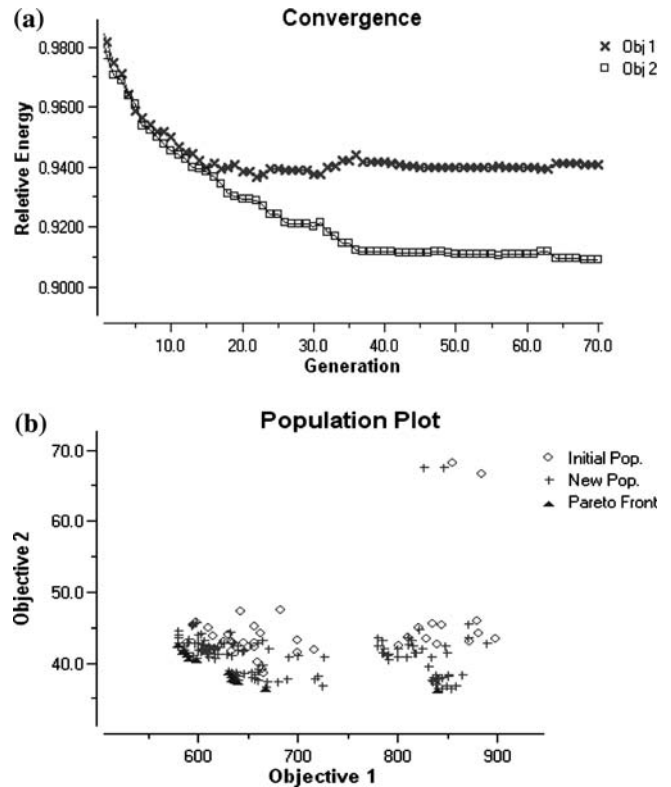 (a)
Convergence
Obj 1
Obj 2
Reletive Energy
0.9800
0.9600
0.9400
0.9200
0.9000
10.0 20.0 30.0 40.0 50.0 60.0 70.0
Generation
(b)
Population Plot
Initial Pop.
New Pop.
Pareto Front
Objective 2
70.0
60.0
50.0
40.0
600 700 800 900
Objective 1